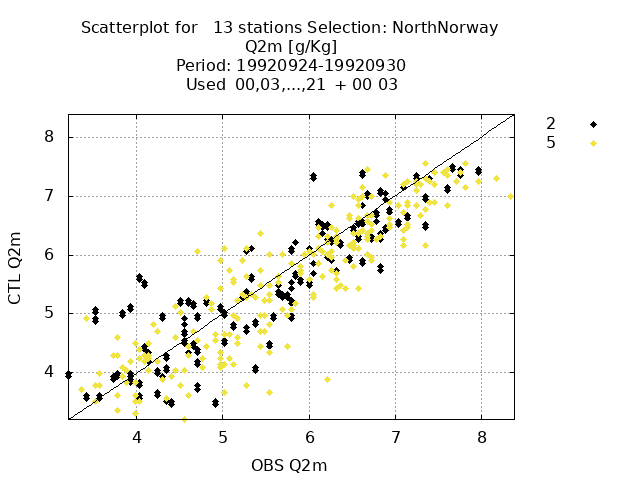 Scatterplot for   13 stations Selection: NorthNorway
Q2m [g/Kg]
Period: 19920924-19920930
Used  00,03,...,21  + 00 03
2
5
8
7
6
5
4
CTL Q2m
4 5 6 7 8
OBS Q2m